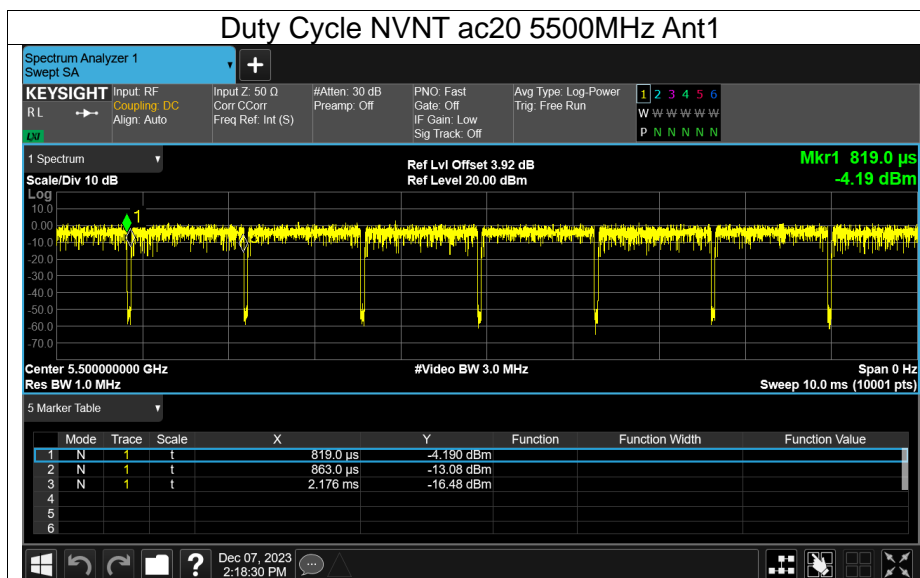 Duty Cycle NVNT ac20 5500MHz Ant1
Spectrum Analyzer 1
Swept SA
+
KEYSIGHT Input: RF Input Z: 50 Ω #Atten: 30 dB PNO: Fast Avg Type: Log-Power 1 2 3 4 5 6
R L Coupling: DC Corr CCorr Preamp: Off Gate: Off Trig: Free Run W W W W W W
Align: Auto Freq Ref: Int (S) IF Gain: Low
LXI Sig Track: Off P N N N N N
1 Spectrum Ref Lvl Offset 3.92 dB Mkr1 819.0 µs
Scale/Div 10 dB Ref Level 20.00 dBm -4.19 dBm
Log
10.0
1
0.00
-10.0
-20.0
-30.0
-40.0
-50.0
-60.0
-70.0
Center 5.500000000 GHz #Video BW 3.0 MHz Span 0 Hz
Res BW 1.0 MHz Sweep 10.0 ms (10001 pts)
5 Marker Table
Mode Trace Scale X Y Function Function Width Function Value
1 N 1 t 819.0 µs -4.190 dBm
2 N 1 t 863.0 µs -13.08 dBm
3 N 1 t 2.176 ms -16.48 dBm
4
5
6
? Dec 07, 2023
2:18:30 PM